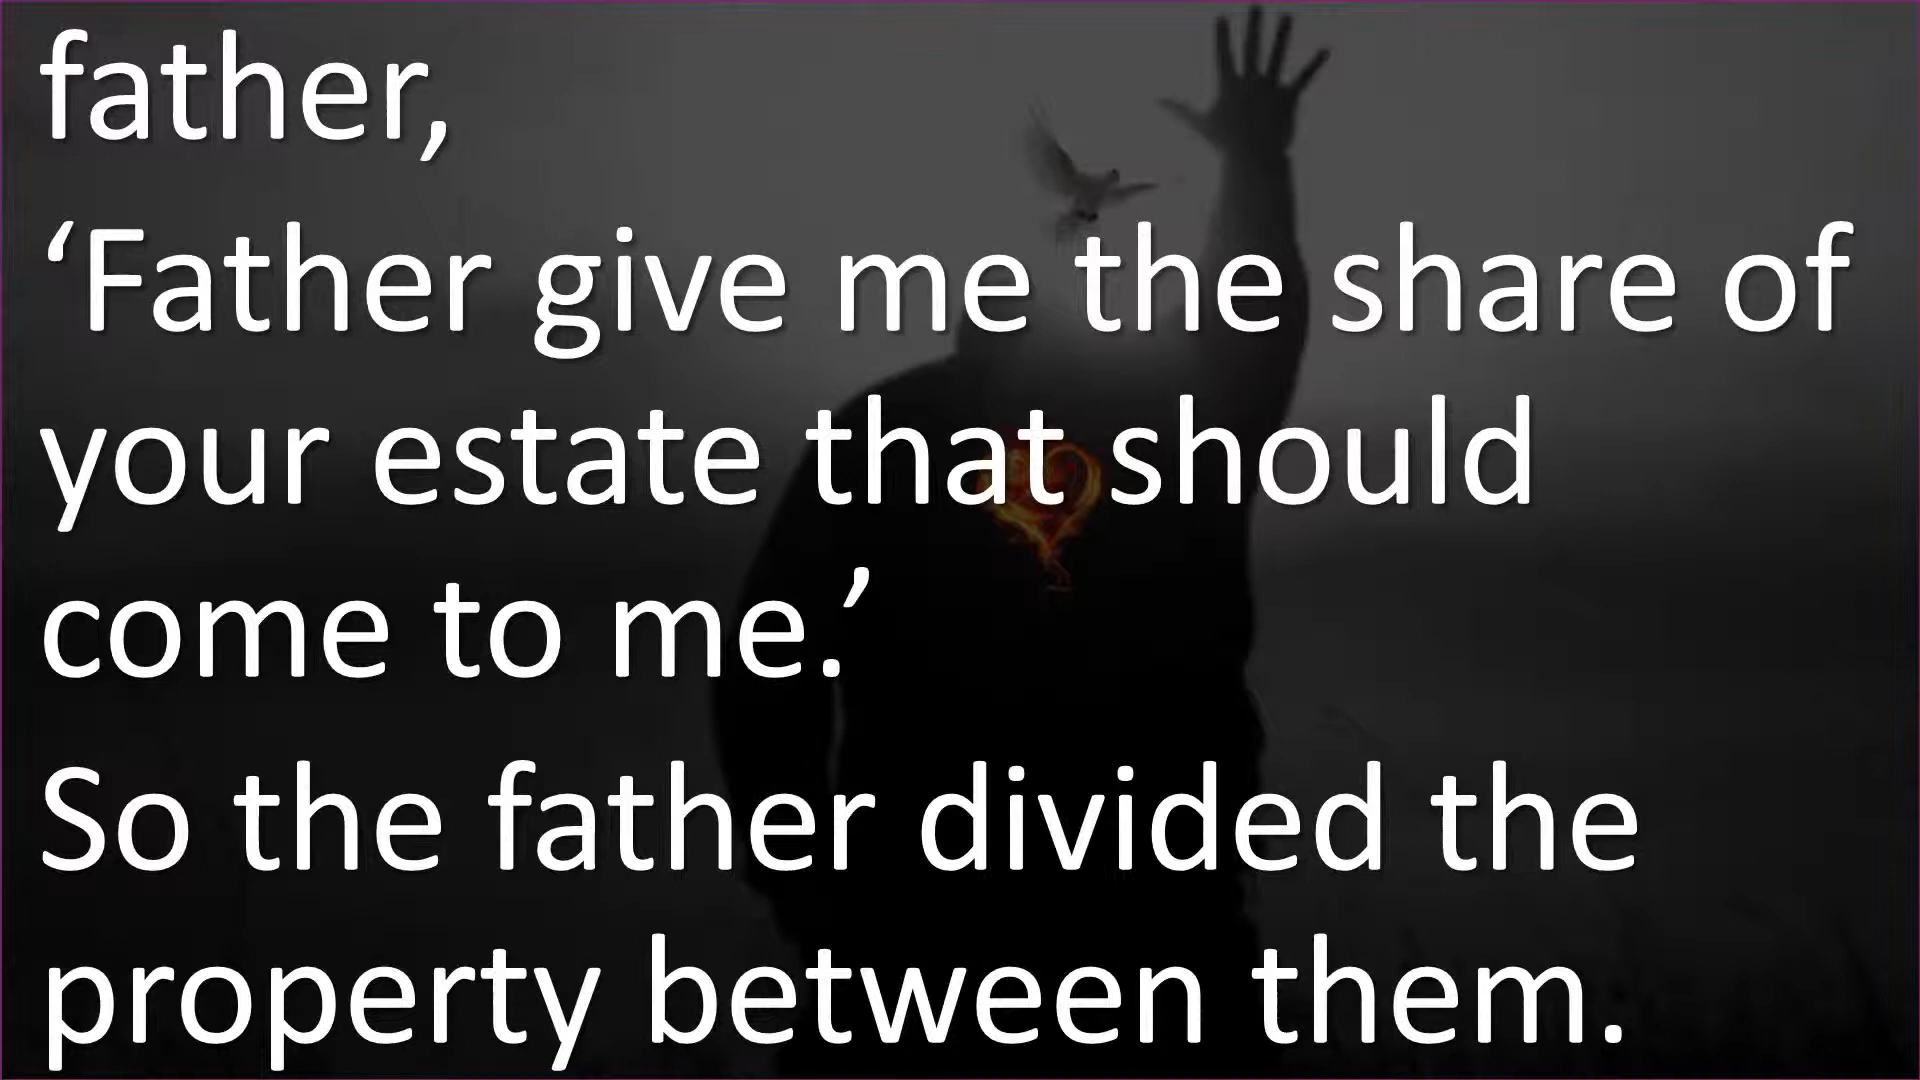 father,
‘Father give me the share of
your estate that should
come to me.’
So the father divided the
property between them.